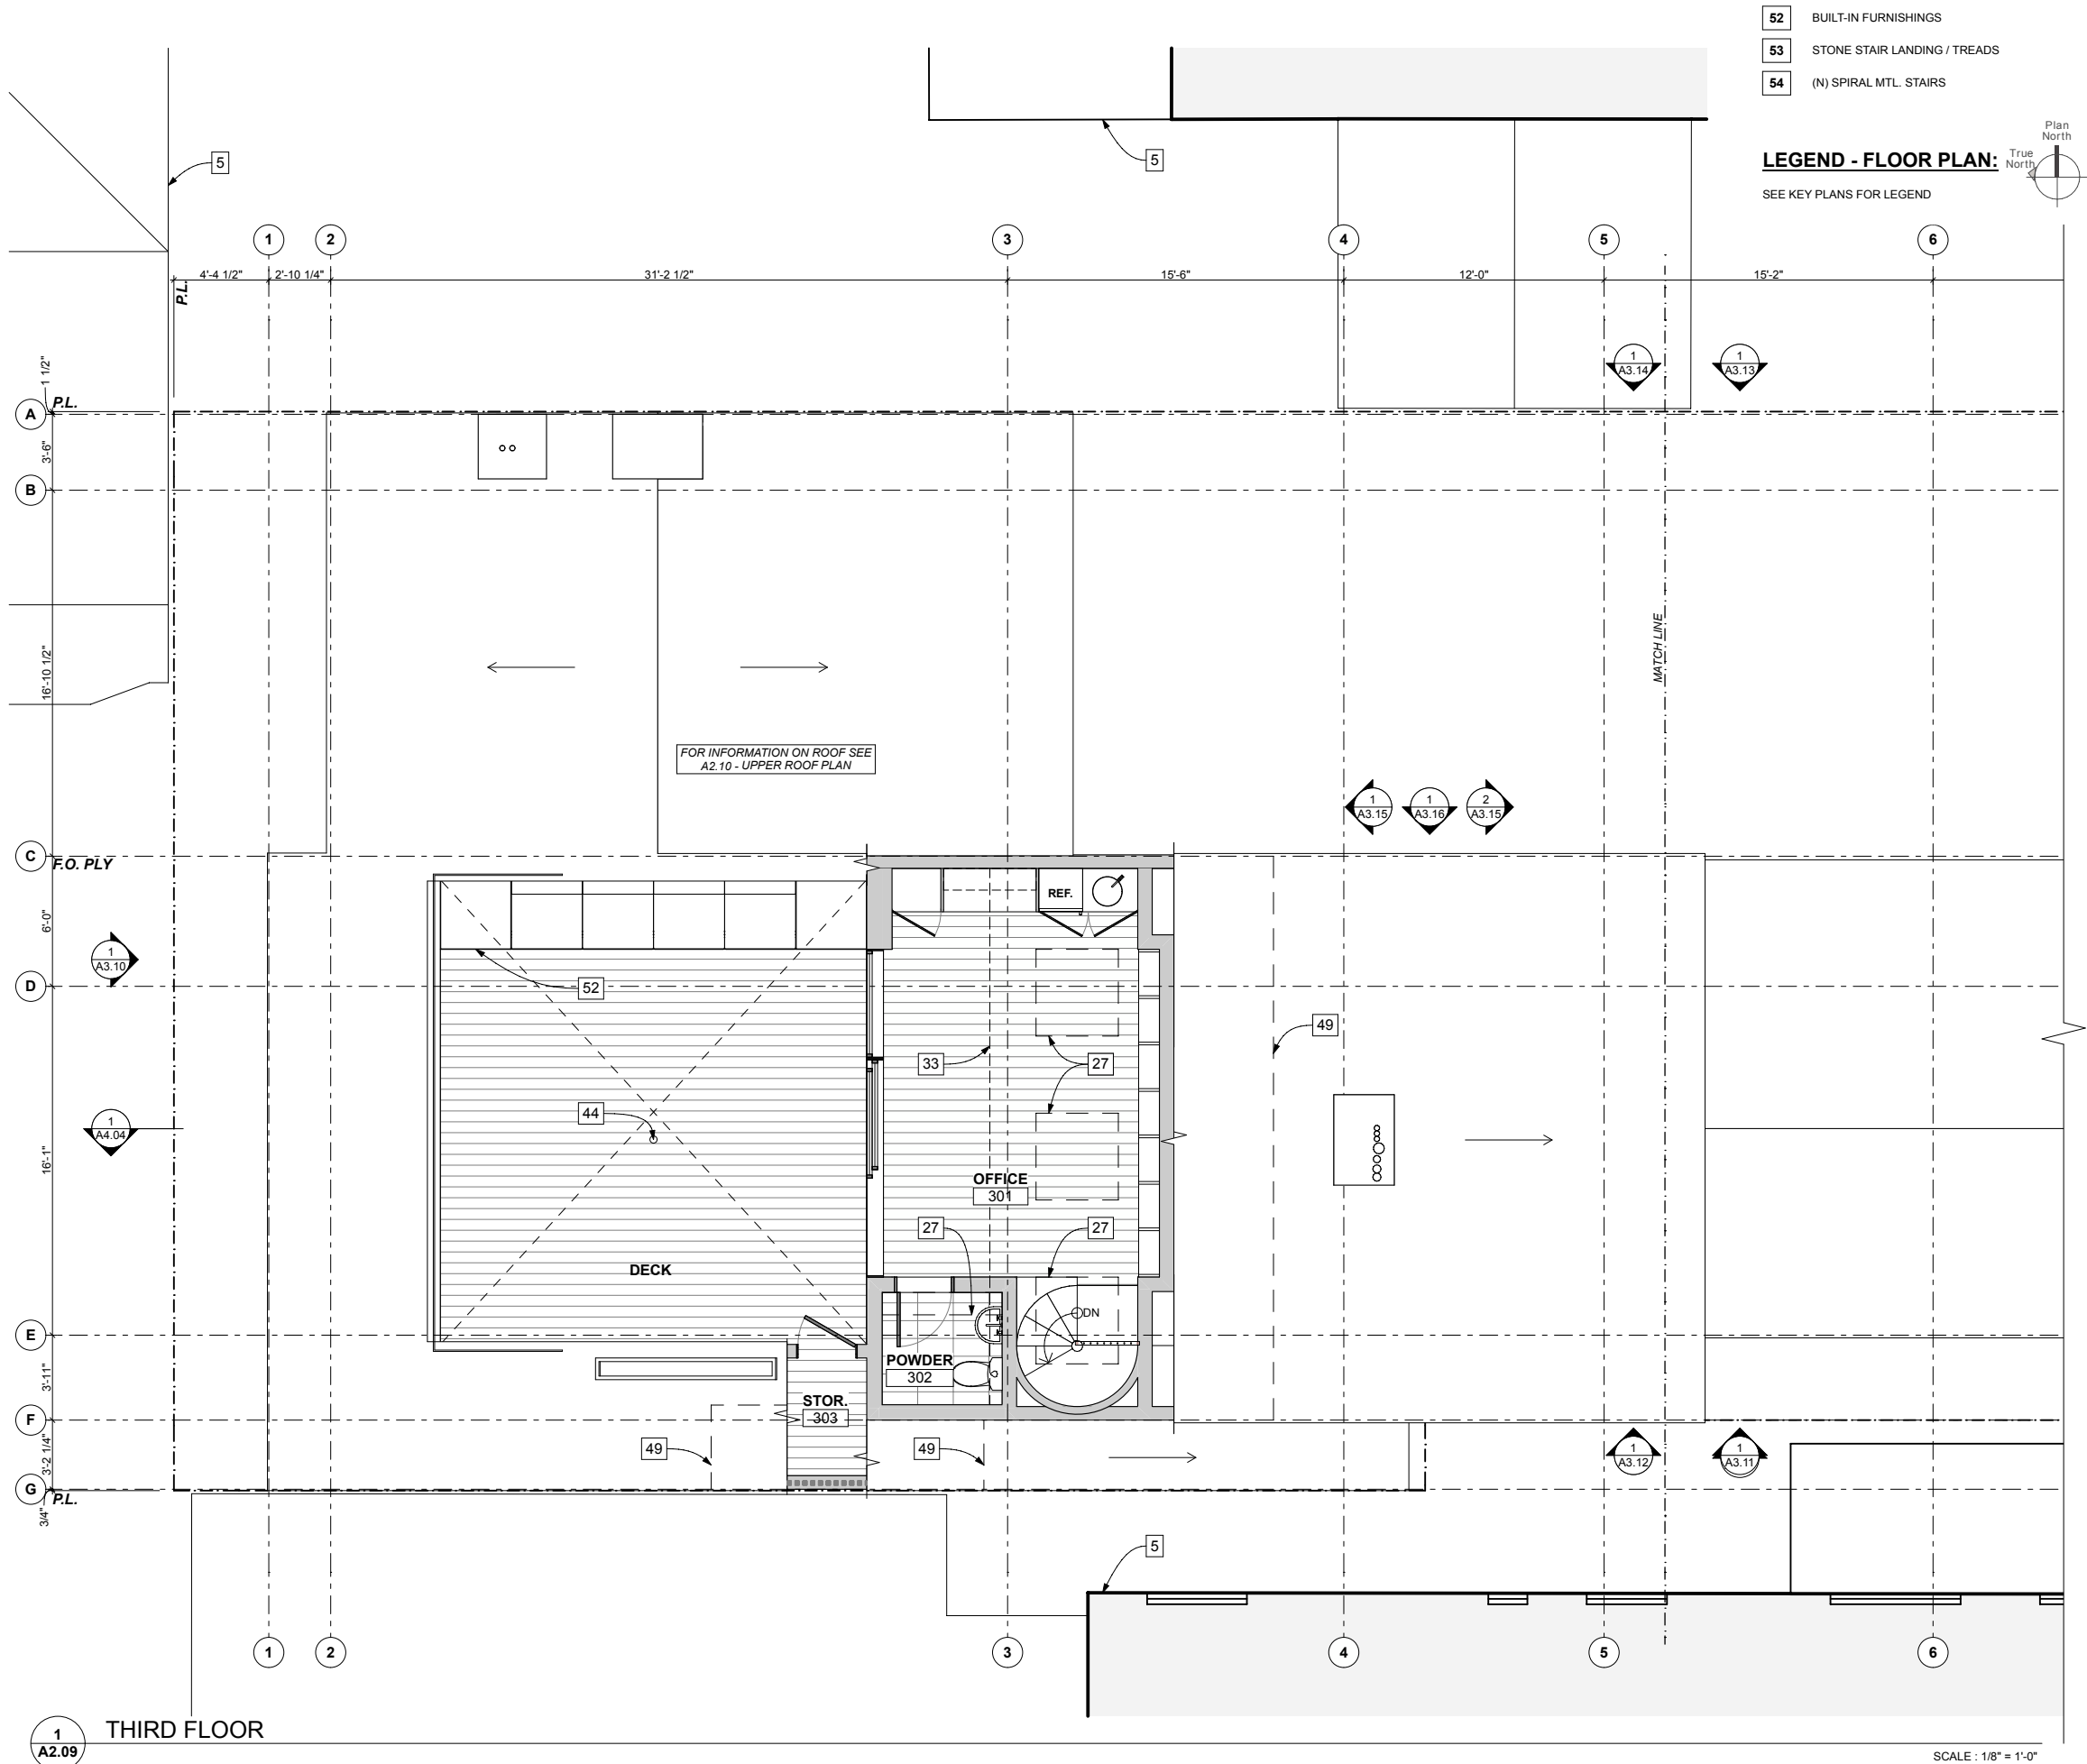 52 BUILT-IN FURNISHINGS
53 STONE STAIR LANDING / TREADS
54 (N) SPIRAL MTL. STAIRS
Plan
North
True
North
LEGEND - FLOOR PLAN:
SEE KEY PLANS FOR LEGEND
5
5
1 2 3 4 5 6
4'-4 1/2" 2'-10 1/4" 31'-2 1/2" 15'-6" 12'-0" 15'-2"
P.L.
1 1/2"
1
A3.14
1
A3.13
P.L.
A
3'-6"
B
16'-10 1/2"
MATCH LINE
FOR INFORMATION ON ROOF SEE
A2.10 - UPPER ROOF PLAN
1
A3.15
1
A3.16
2
A3.15
C
F.O. PLY
REF.
6'-0"
1
A3.10
D
52
49
33
27
44
1
A4.04
16'-1"
OFFICE
301
27
27
DECK
DN
E
POWDER
302
3'-11"
STOR.
303
F
49
49
3'-2 1/4"
1
A3.12
1
A3.11
G
P.L.
3/4"
5
1 2 3 4 5 6
1
A2.09
THIRD FLOOR
SCALE : 1/8" = 1'-0"